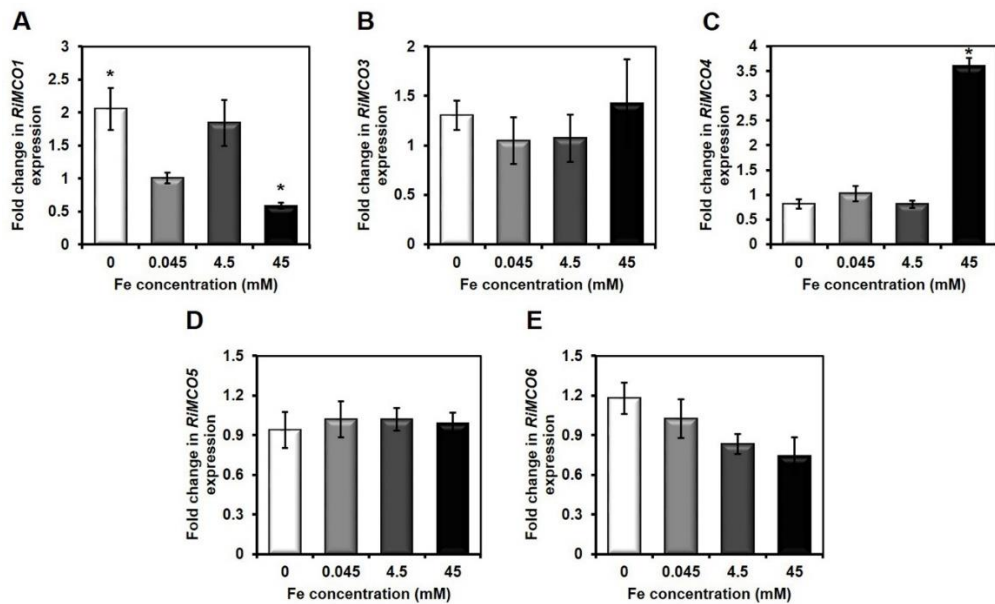 A
Fold change in RiMCO1
expression
3
2.5
2
1.5
1
0.5
0
*
*
0 0.045 4.5 45
Fe concentration (mM)
B
Fold change in RiMCO3
expression
2
1.5
1
0.5
0
0 0.045 4.5 45
Fe concentration (mM)
C
Fold change in RiMCO4
expression
4
3.5
3
2.5
2
1.5
1
0.5
0
*
0 0.045 4.5 45
Fe concentration (mM)
D
Fold change in RiMCO5
expression
1.5
1.2
0.9
0.6
0.3
0
0 0.045 4.5 45
Fe concentration (mM)
E
Fold change in RiMCO6
expression
1.5
1.2
0.9
0.6
0.3
0
0 0.045 4.5 45
Fe concentration (mM)